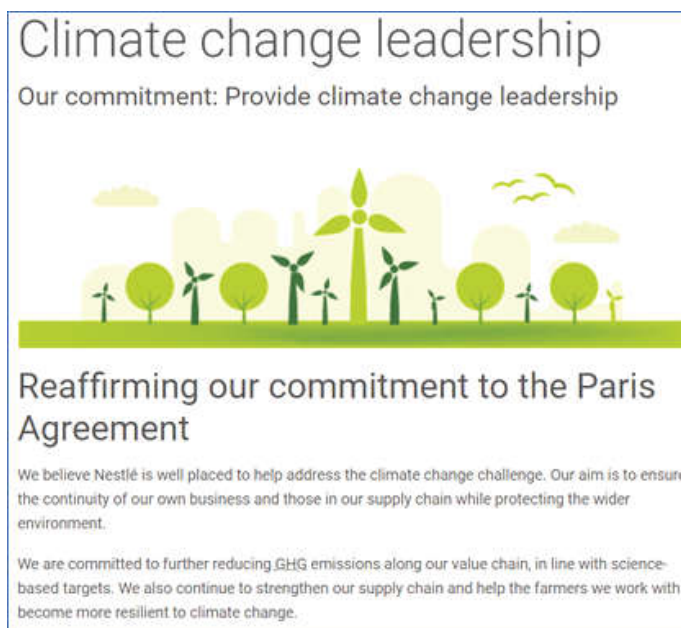 Climate change leadership
Our commitment: Provide climate change leadership
Reaffirming our commitment to the Paris
Agreement
We believe Nestlé is well placed to help address the climate change challenge. Our aim is to ensure
the continuity of our own business and those in our supply chain while protecting the wider
environment.
We are committed to further reducing GHG emissions along our value chain, in line with science-
based targets. We also continue to strengthen our supply chain and help the farmers we work with
become more resilient to climate change.